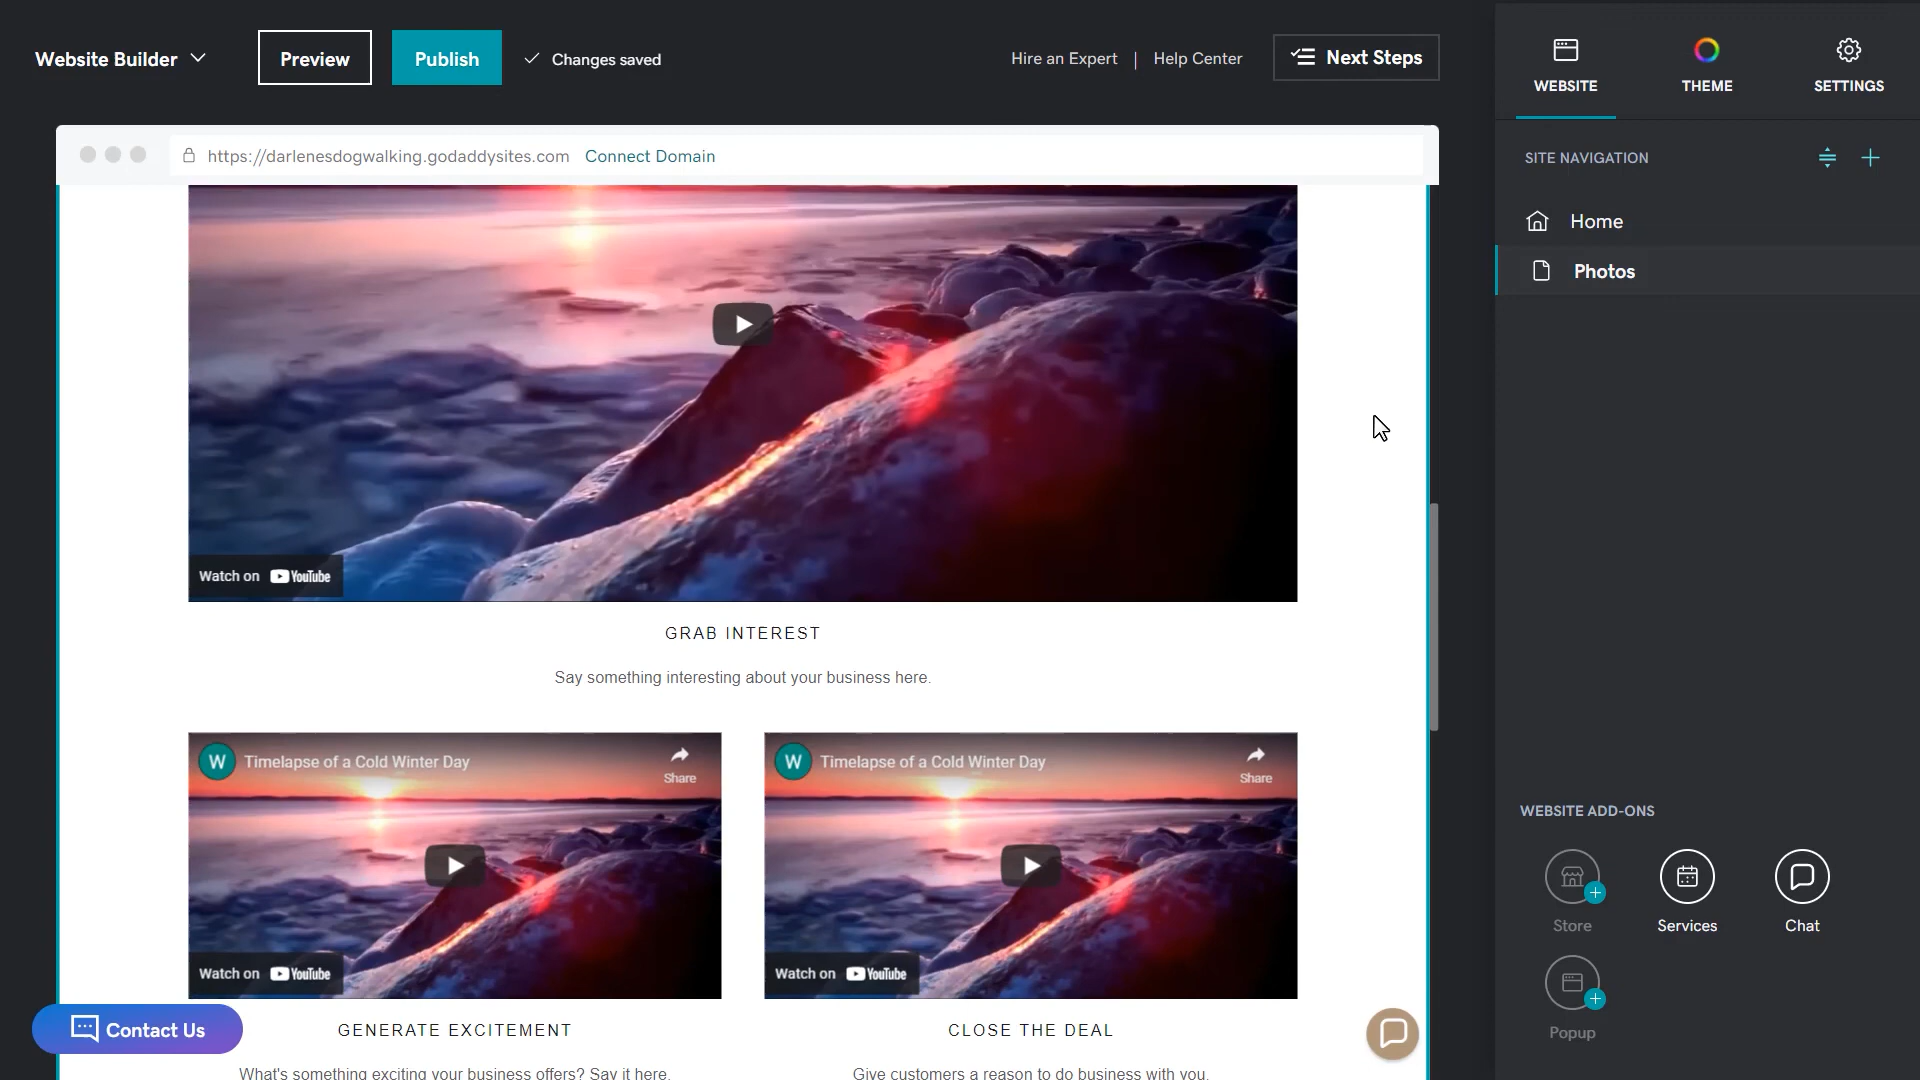 Website Builder
Preview
Publish
Changes saved
Hire an Expert | Help Center
Next Steps
WEBSITE
THEME
SETTINGS
https://darlenesdogwalking.godaddysites.com Connect Domain
SITE NAVIGATION
Home
Photos
Watch on YouTube
GRAB INTEREST
Say something interesting about your business here.
W Timelapse of a Cold Winter Day
Share
W Timelapse of a Cold Winter Day
Share
Watch on YouTube
Watch on YouTube
WEBSITE ADD-ONS
Store
Services
Chat
Popup
Contact Us
GENERATE EXCITEMENT
CLOSE THE DEAL
What's something exciting your business offers? Say it here.
Give customers a reason to do business with you.